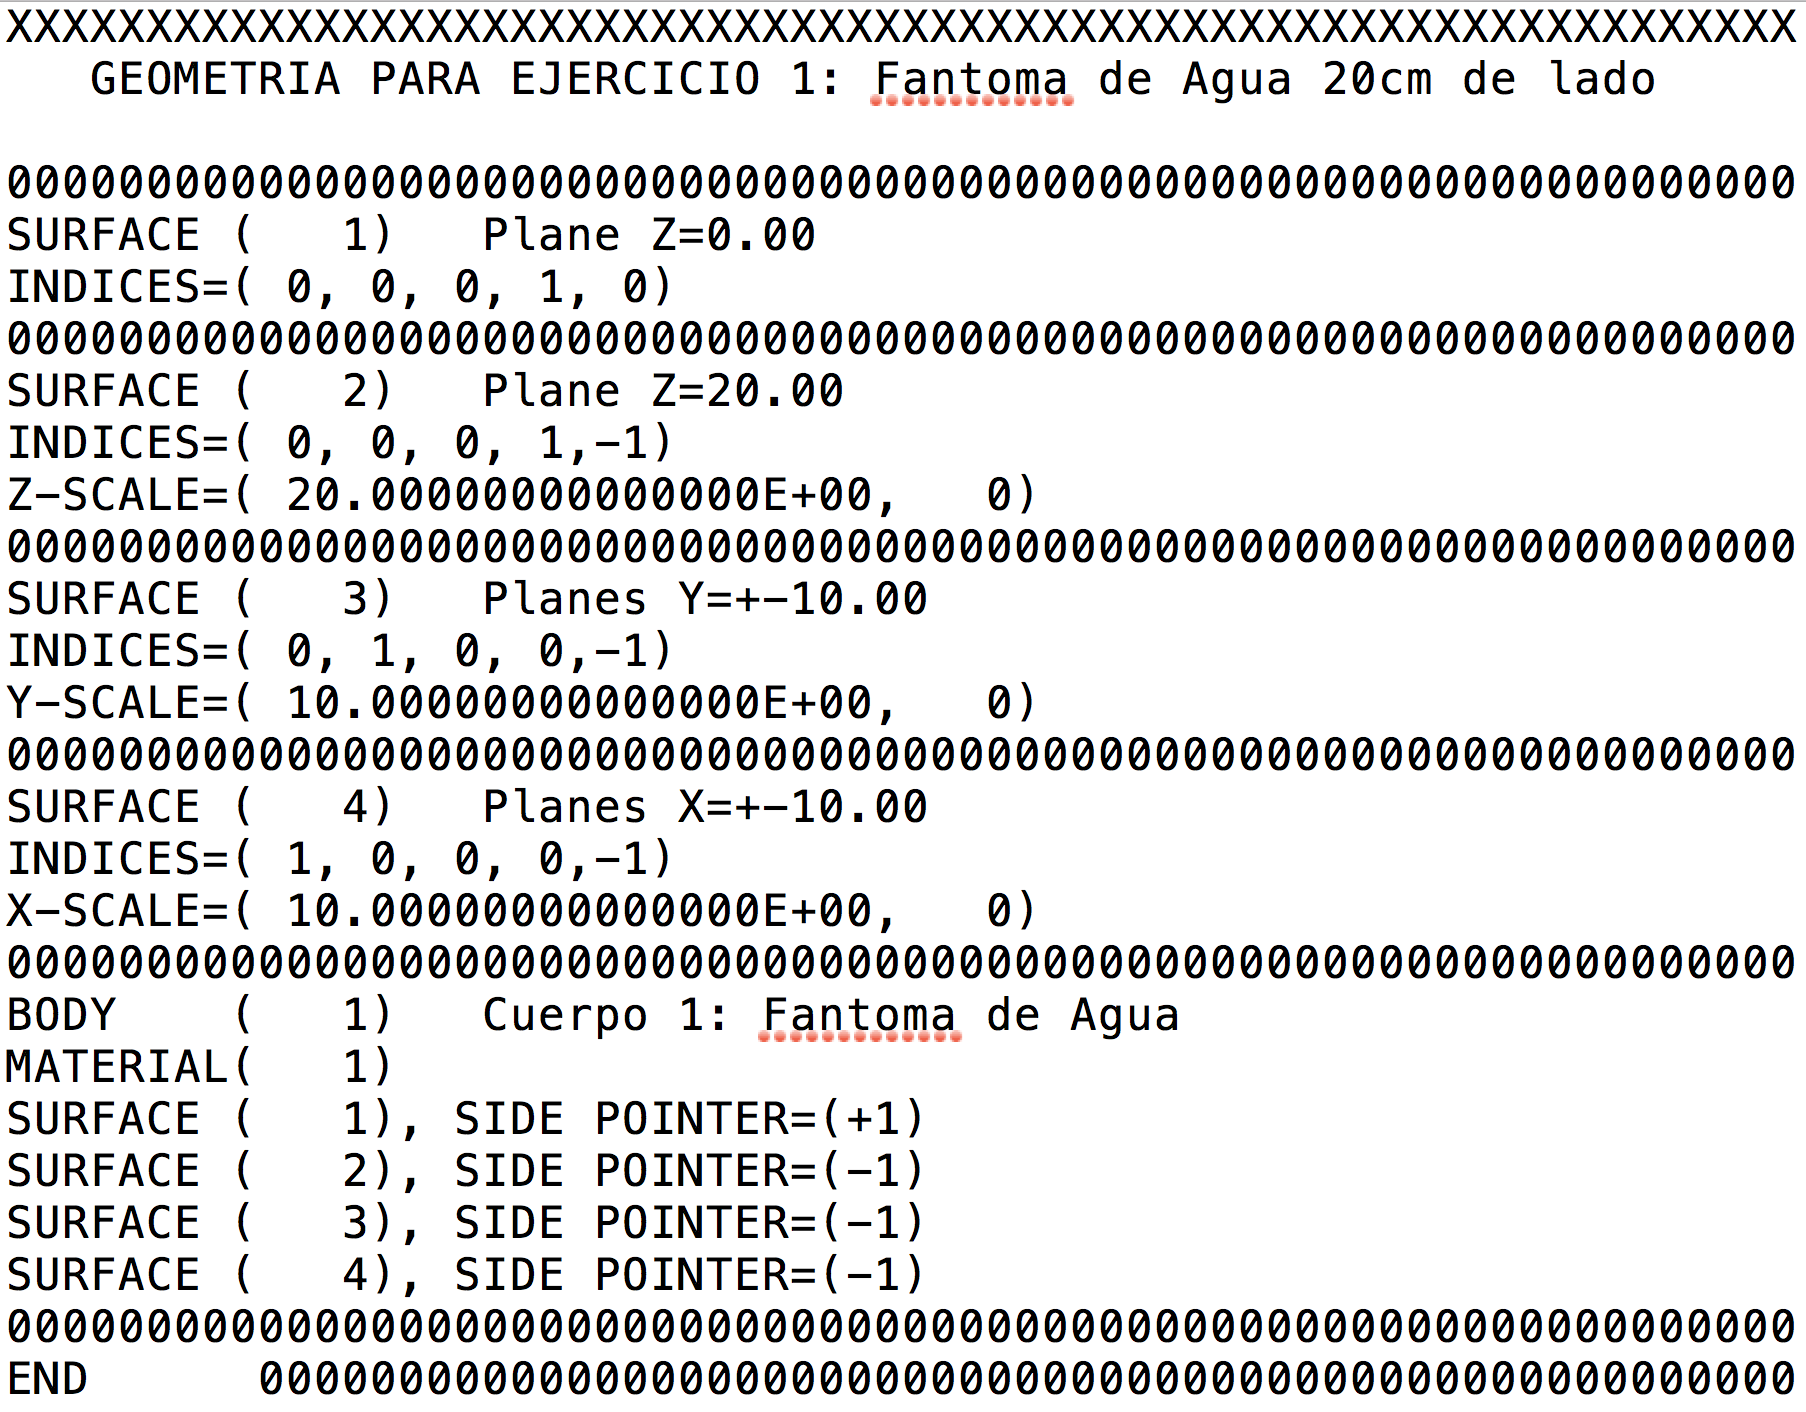 XXXXXXXXXXXXXXXXXXXXXXXXXXXXXXXXXXXXXXXXXXXXXXXXXXXXXXXXXXXXXXXX
   GEOMETRIA PARA EJERCICIO 1: Fantoma de Agua 20cm de lado
0000000000000000000000000000000000000000000000000000000000000000
SURFACE (   1)   Plane Z=0.00
INDICES=( 0, 0, 0, 1, 0)
0000000000000000000000000000000000000000000000000000000000000000
SURFACE (   2)   Plane Z=20.00
INDICES=( 0, 0, 0, 1,-1)
Z-SCALE=( 20.00000000000000E+00,   0)
0000000000000000000000000000000000000000000000000000000000000000
SURFACE (   3)   Planes Y=+-10.00
INDICES=( 0, 1, 0, 0,-1)
Y-SCALE=( 10.00000000000000E+00,   0)
0000000000000000000000000000000000000000000000000000000000000000
SURFACE (   4)   Planes X=+-10.00
INDICES=( 1, 0, 0, 0,-1)
X-SCALE=( 10.00000000000000E+00,   0)
0000000000000000000000000000000000000000000000000000000000000000
BODY    (   1)   Cuerpo 1: Fantoma de Agua
MATERIAL(   1)
SURFACE (   1), SIDE POINTER=(+1)
SURFACE (   2), SIDE POINTER=(-1)
SURFACE (   3), SIDE POINTER=(-1)
SURFACE (   4), SIDE POINTER=(-1)
0000000000000000000000000000000000000000000000000000000000000000
END      0000000000000000000000000000000000000000000000000000000